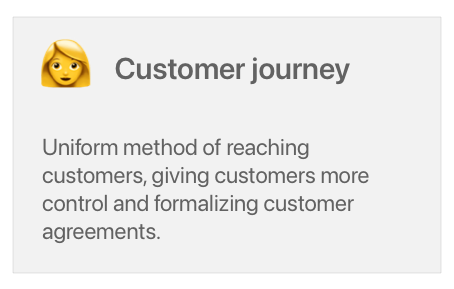 Customer journey
Uniform method of reaching
customers, giving customers more
control and formalizing customer
agreements.